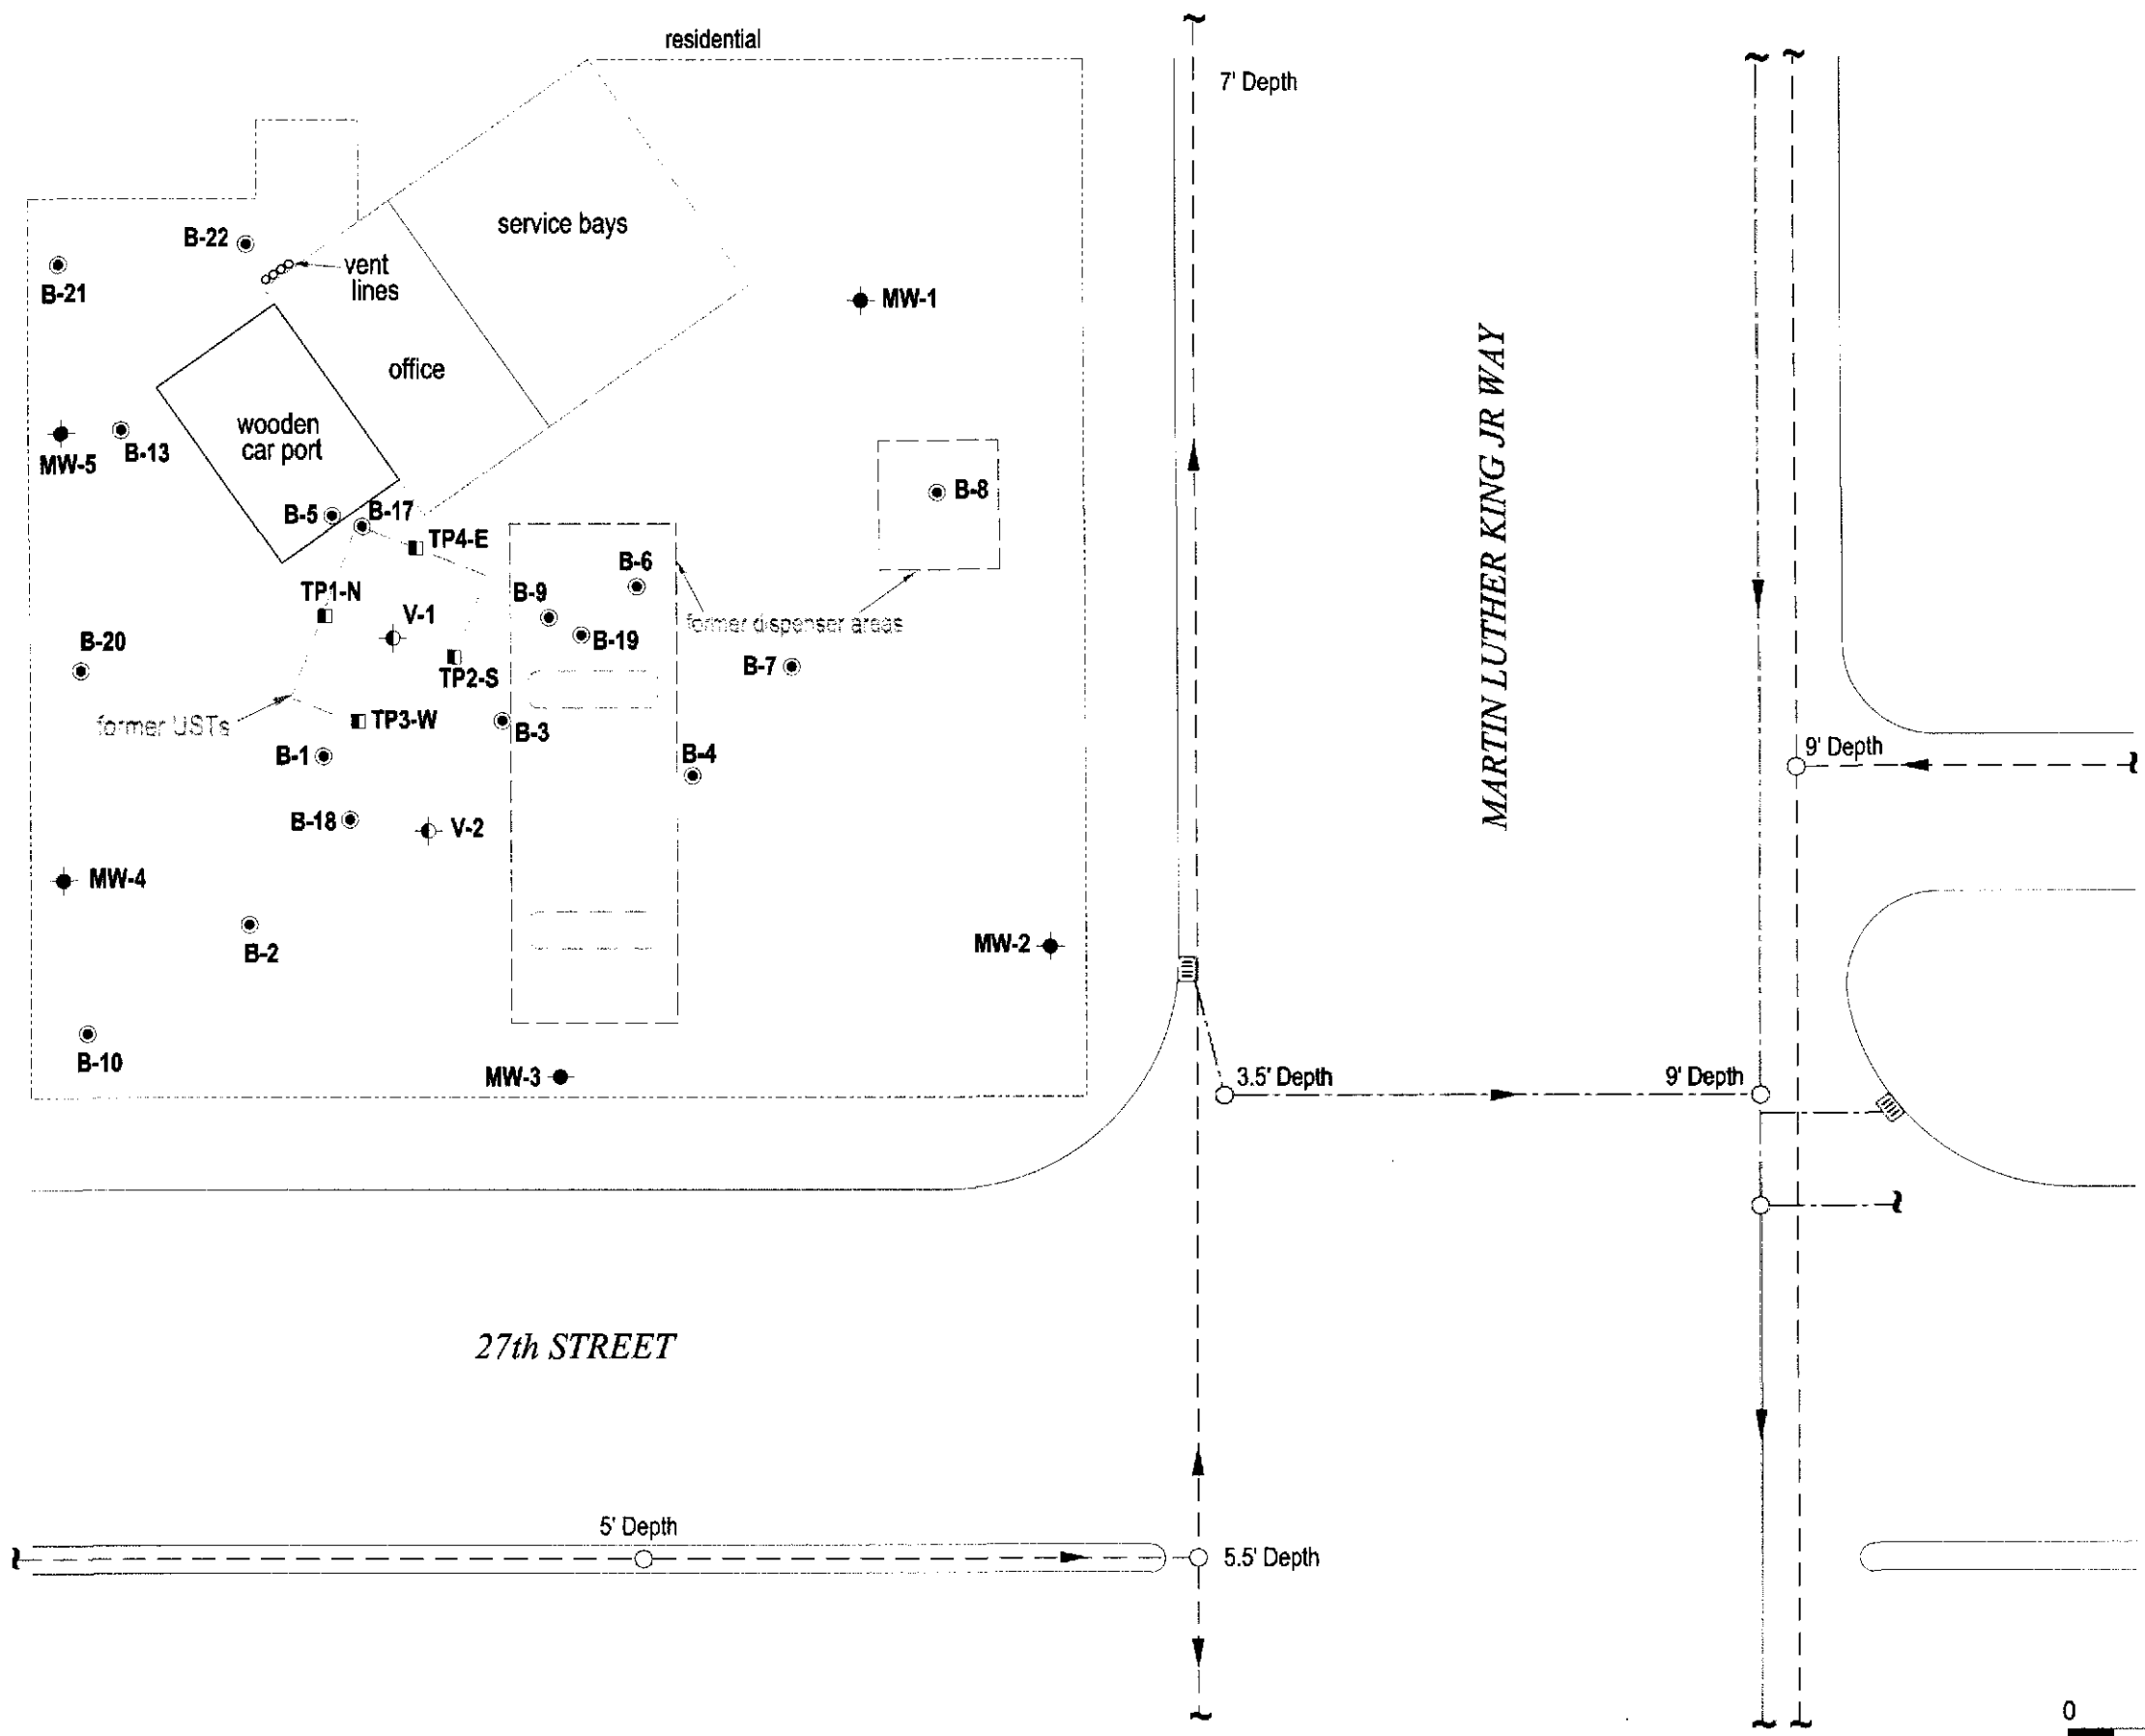 residential
7' Depth
service bays
B-22
vent
lines
B-21
MW-1
office
MARTIN LUTHER KING JR WAY
wooden
car port
B-13
MW-5
B-8
B-5
B-17
TP4-E
B-6
TP1-N
B-9
V-1
former dispenser areas
B-19
B-20
B-7
TP2-S
former USTs
TP3-W
B-3
B-1
B-4
9' Depth
B-18
V-2
MW-4
MW-2
B-2
B-10
MW-3
3.5' Depth
9' Depth
27th STREET
5' Depth
5.5' Depth
0